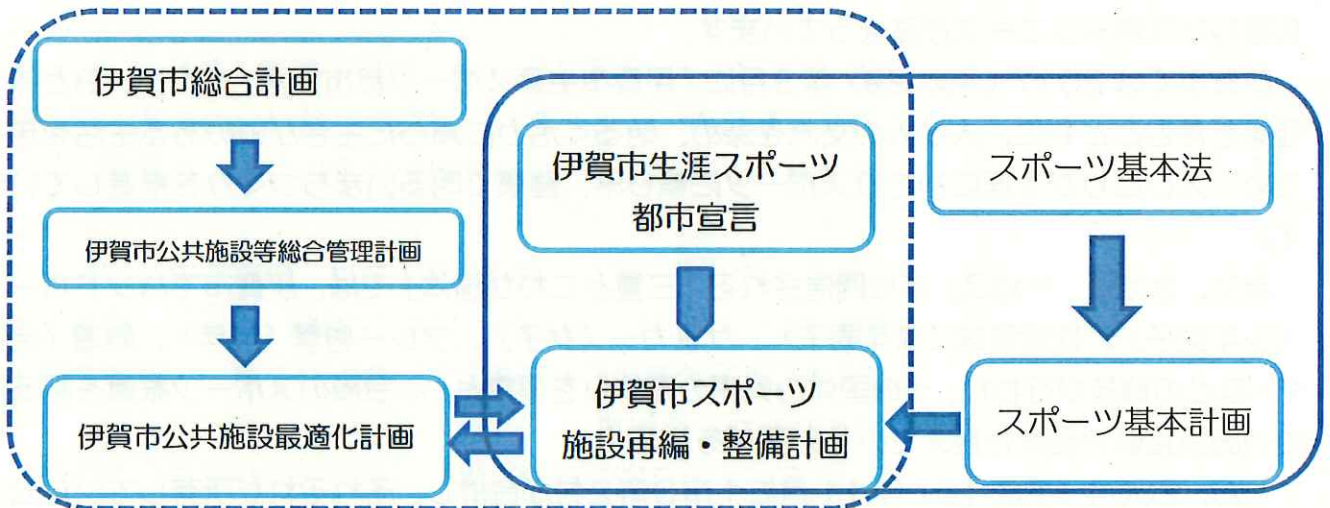 伊賀市総合計画
伊賀市公共施設等総合管理計画
伊賀市公共施設最適化計画
伊賀市生涯スポーツ
都市宣言
伊賀市スポーツ
施設再編・整備計画
スポーツ基本法
スポーツ基本計画